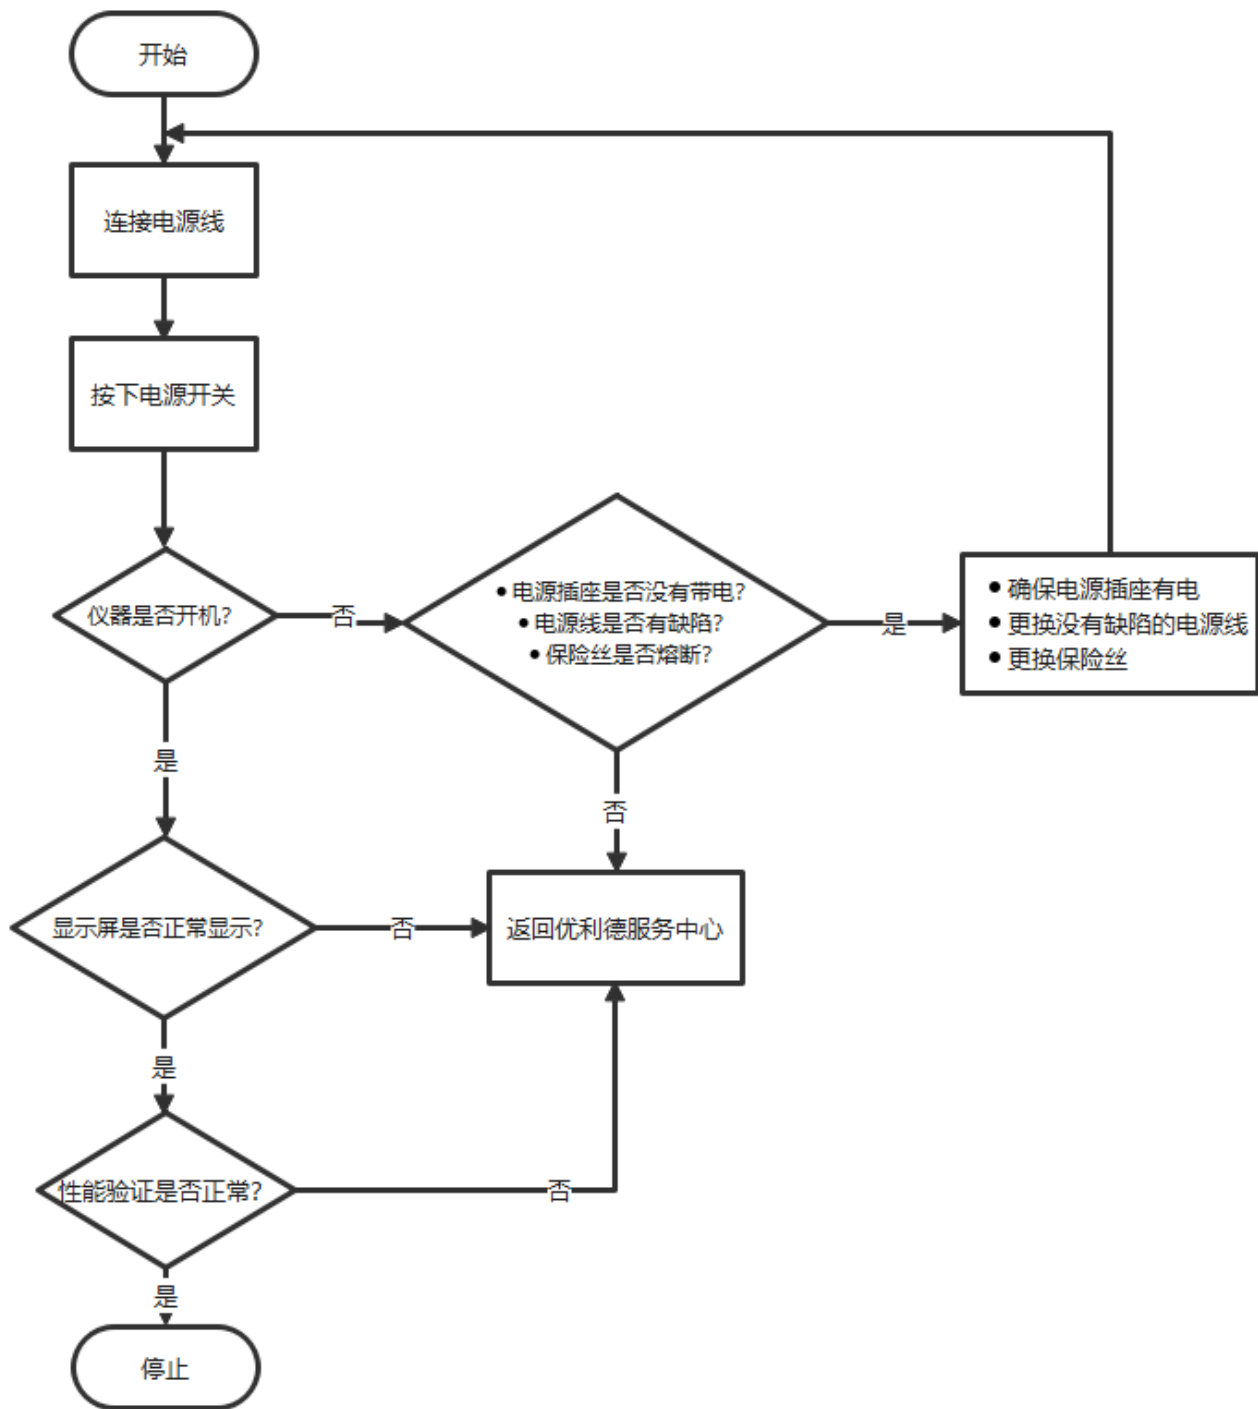 开始
连接电源线
按下电源开关
仪器是否开机？
否
• 电源插座是否没有带电？
• 电源线是否有缺陷？
• 保险丝是否熔断？
是
• 确保电源插座有电
• 更换没有缺陷的电源线
• 更换保险丝
是
否
显示屏是否正常显示？
否
返回优利德服务中心
是
性能验证是否正常？
否
是
停止